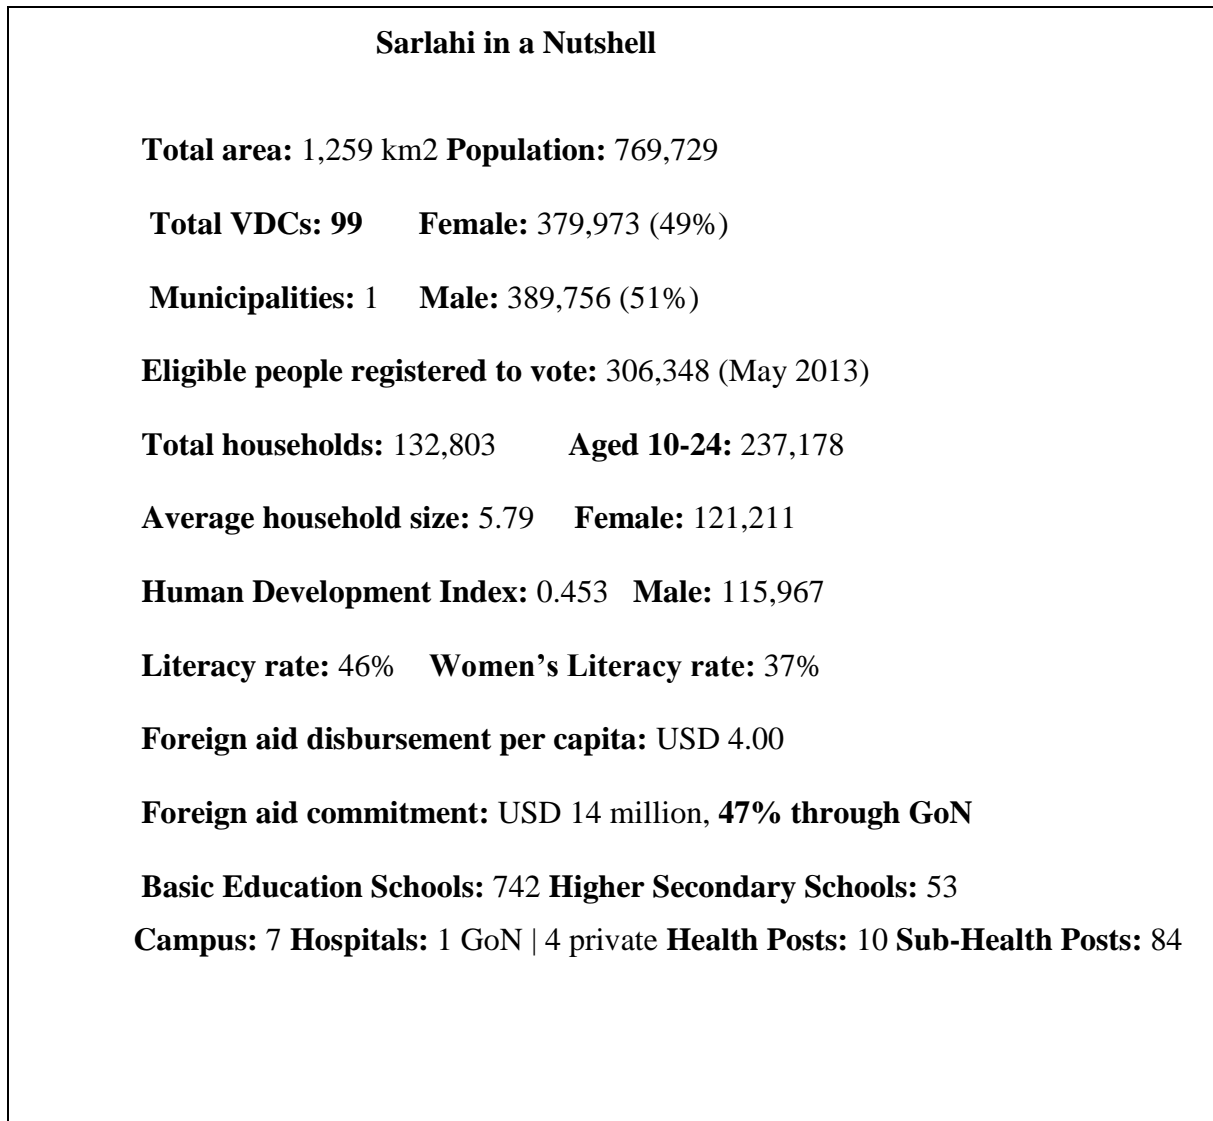 Sarlahi in a Nutshell
Total area: 1,259 km2 Population: 769,729
Total VDCs: 99 Female: 379,973 (49%)
Municipalities: 1 Male: 389,756 (51%)
Eligible people registered to vote: 306,348 (May 2013)
Total households: 132,803 Aged 10-24: 237,178
Average household size: 5.79 Female: 121,211
Human Development Index: 0.453 Male: 115,967
Literacy rate: 46% Women’s Literacy rate: 37%
Foreign aid disbursement per capita: USD 4.00
Foreign aid commitment: USD 14 million, 47% through GoN
Basic Education Schools: 742 Higher Secondary Schools: 53
Campus: 7 Hospitals: 1 GoN | 4 private Health Posts: 10 Sub-Health Posts: 84